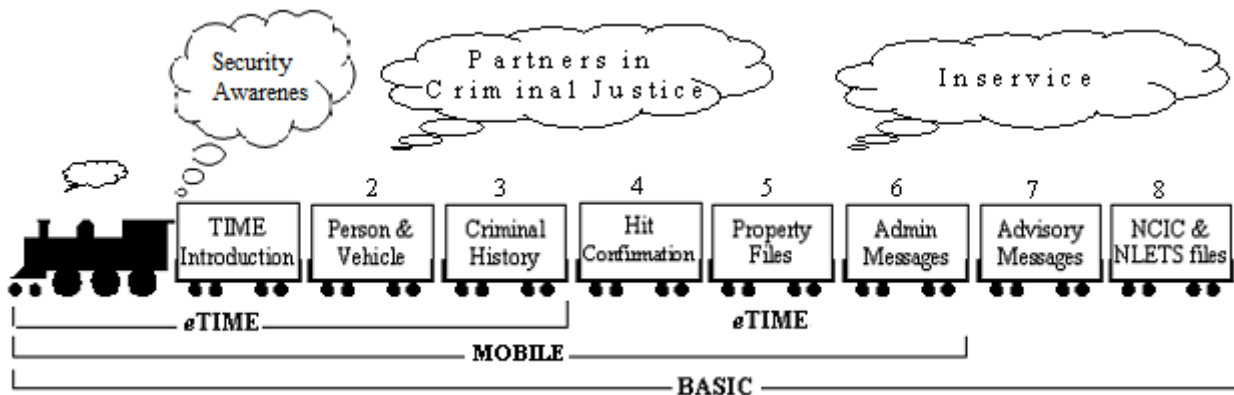 Security
Awarenes
Partners in
Criminal Justice
Inservice
2 3 4 5 6 7 8
TIME
Introduction
Person &
Vehicle
Criminal
History
Hit
Confirmation
Property
Files
Admin
Messages
Advisory
Messages
NCIC &
NLETS files
eTIME
eTIME
MOBILE
BASIC